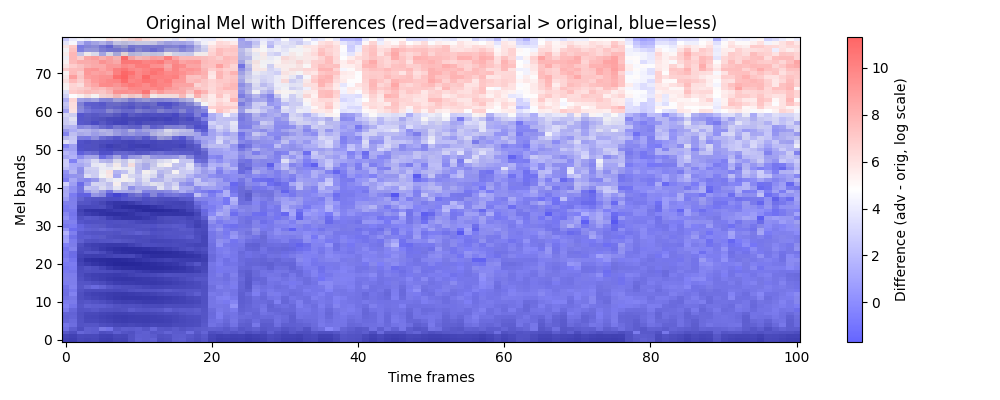 Original Mel with Differences (red=adversarial > original, blue=less)
Mel bands
70
60
50
40
30
20
10
0
0 20 40 60 80 100
Time frames
10
8
6
4
2
0
Difference (adv - orig, log scale)